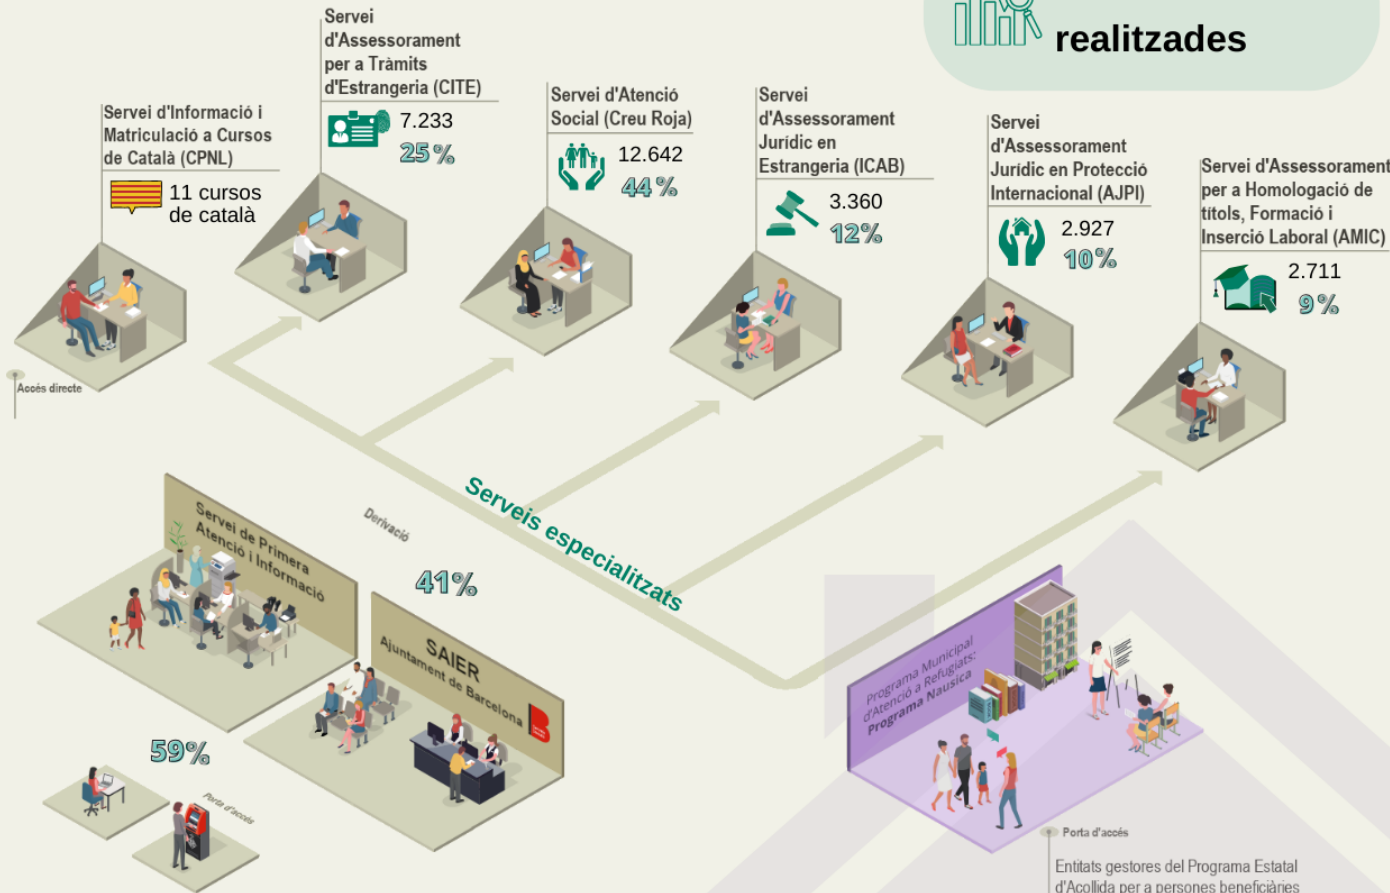 realitzades
Servei
d'Assessorament
per a Tràmits
d'Estrangeria (CITE)
7.233
25%
Servei d'Informació i
Matriculació a Cursos
de Català (CPNL)
11 cursos
de català
Servei d'Atenció
Social (Creu Roja)
12.642
44%
Servei
d'Assessorament
Jurídic en
Estrangeria (ICAB)
3.360
12%
Servei
d'Assessorament
Jurídic en Protecció
Internacional (AJPI)
2.927
10%
Servei d'Assessorament
per a Homologació de
títols, Formació i
Inserció Laboral (AMIC)
2.711
9%
Accés directe
Serveis especialitzats
Derivació
41%
Servei de Primera
Atenció i Informació
SAIER
Ajuntament de Barcelona
59%
Porta d'accés
Programa Municipal
d'Atenció a Refugiats:
Programa Nausica
Porta d'accés
Entitats gestores del Programa Estatal
d'Acollida per a persones beneficiàries